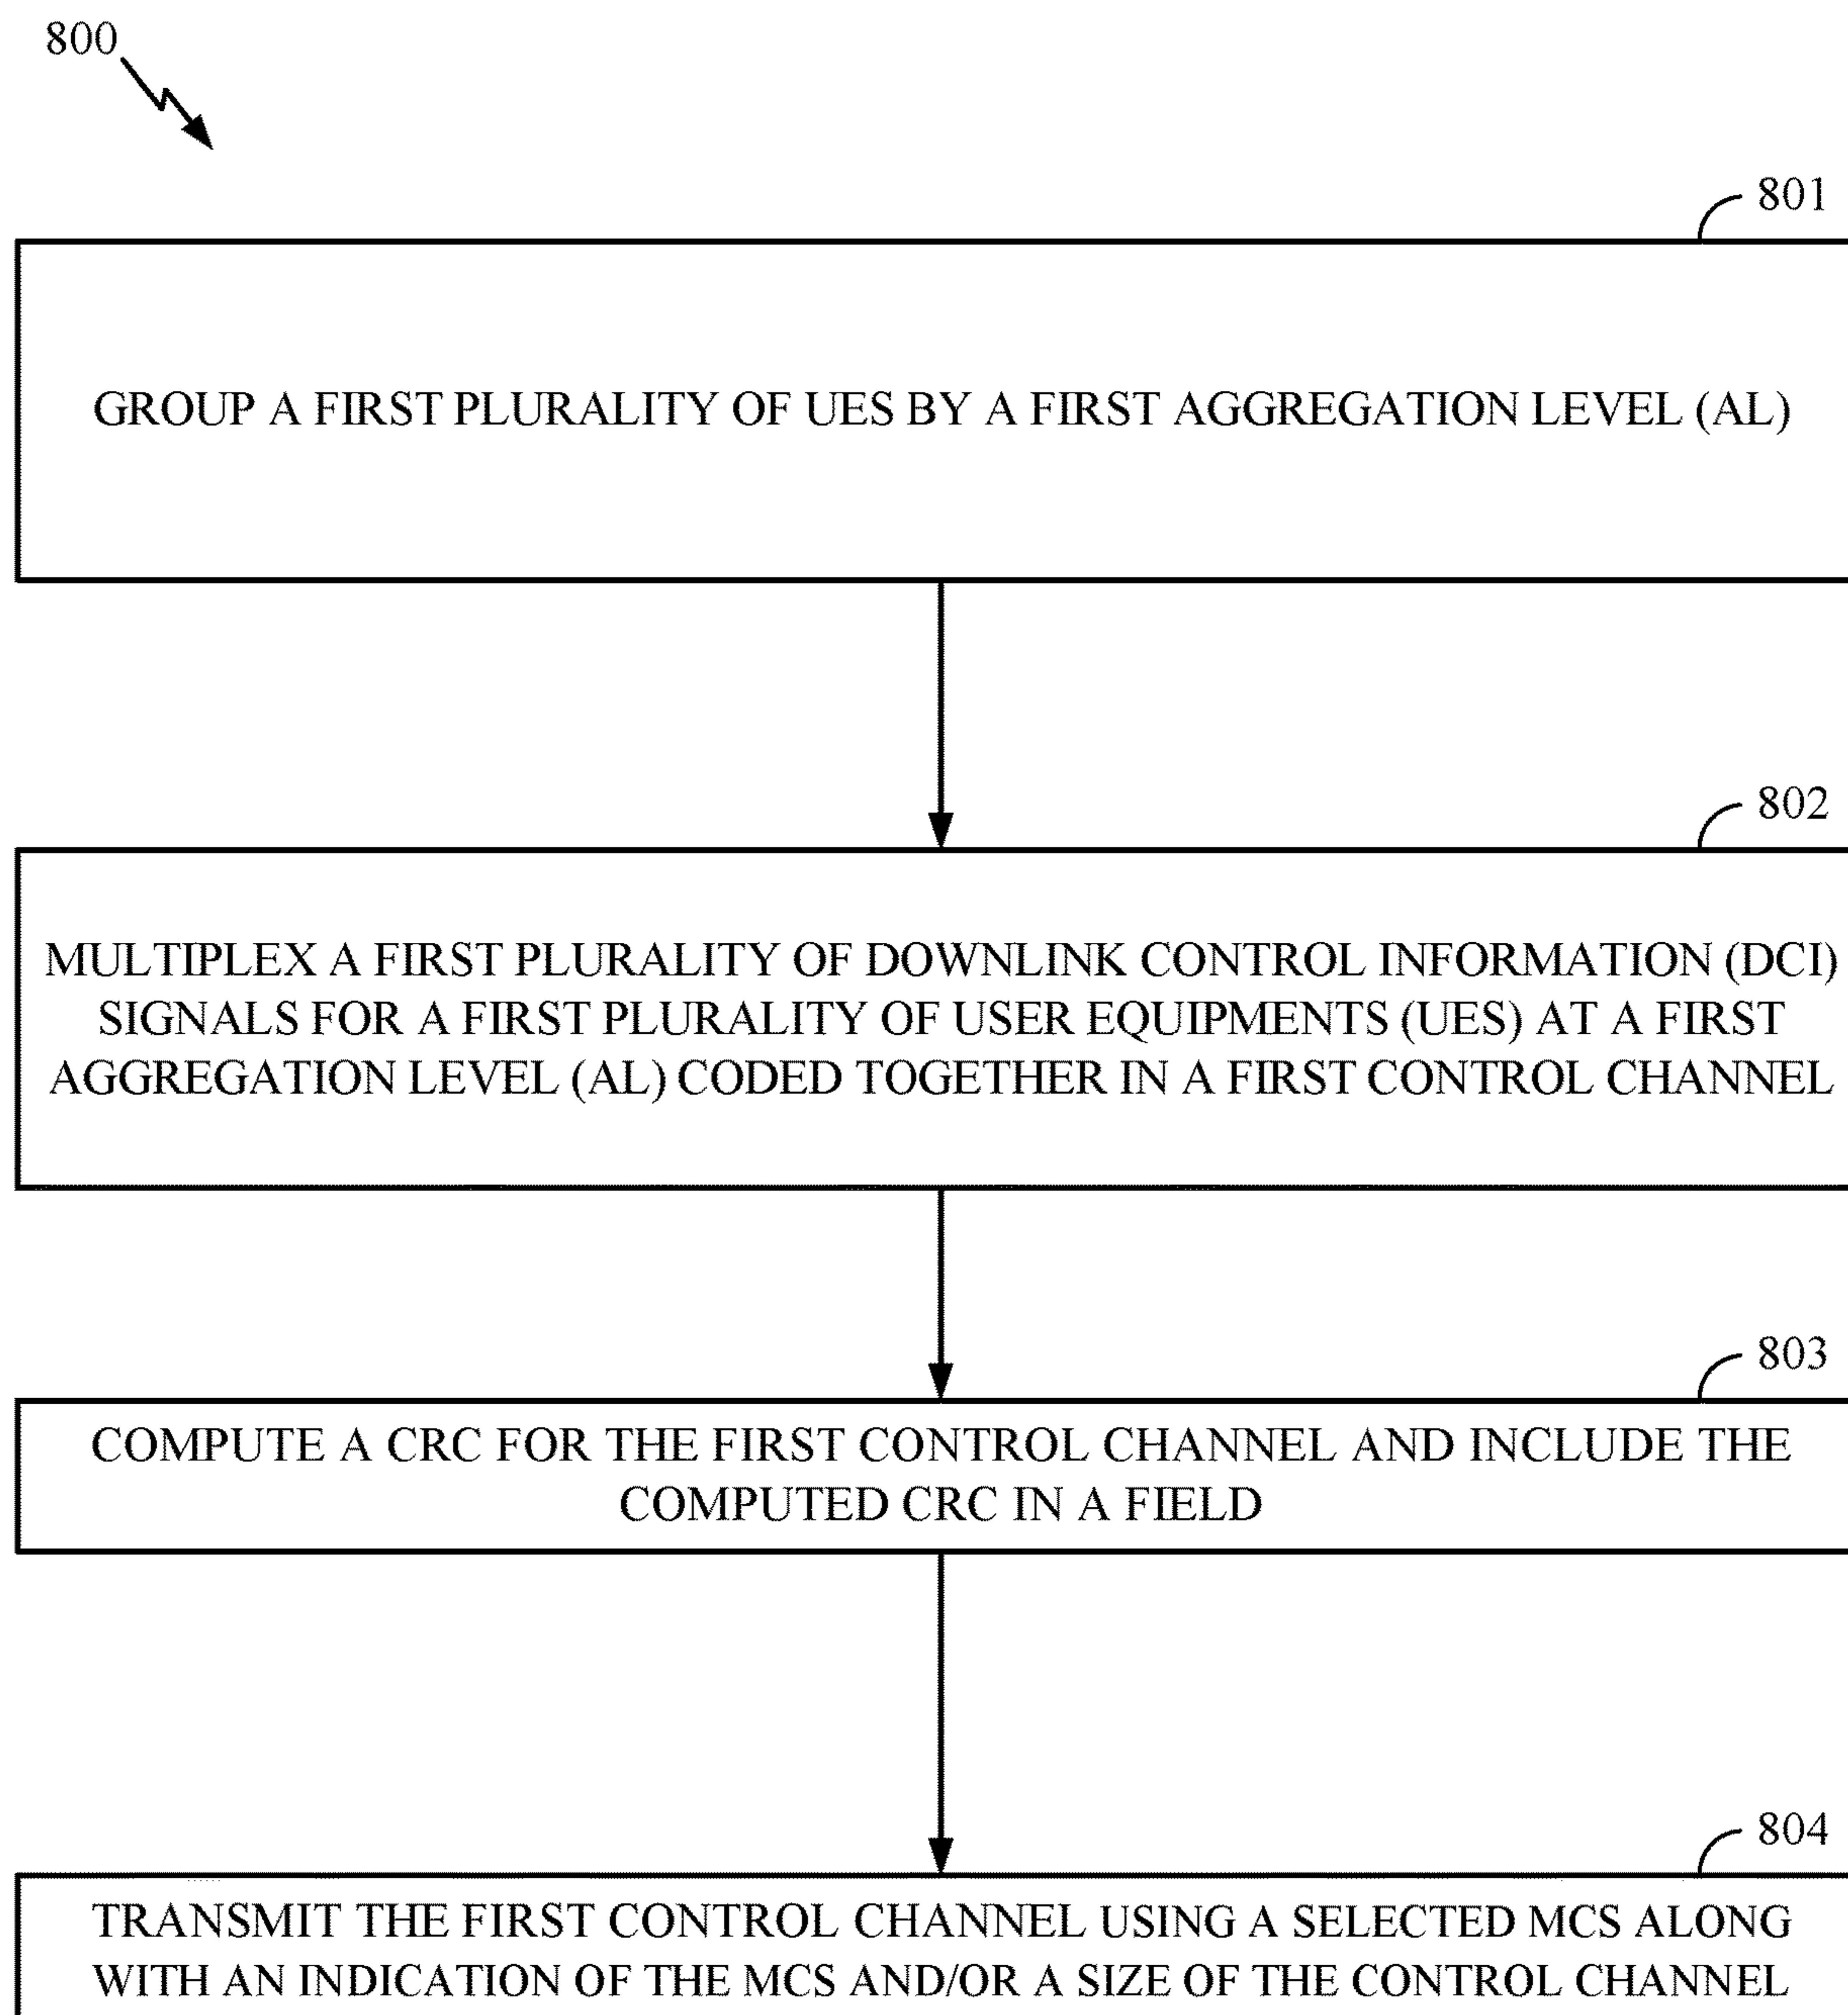 800
801
GROUP A FIRST PLURALITY OF UES BY A FIRST AGGREGATION LEVEL (AL)
802
MULTIPLEX A FIRST PLURALITY OF DOWNLINK CONTROL INFORMATION (DCI)
SIGNALS FOR A FIRST PLURALITY OF USER EQUIPMENTS (UES) AT A FIRST
AGGREGATION LEVEL (AL) CODED TOGETHER IN A FIRST CONTROL CHANNEL
803
COMPUTE A CRC FOR THE FIRST CONTROL CHANNEL AND INCLUDE THE
COMPUTED CRC IN A FIELD
804
TRANSMIT THE FIRST CONTROL CHANNEL USING A SELECTED MCS ALONG
WITH AN INDICATION OF THE MCS AND/OR A SIZE OF THE CONTROL CHANNEL